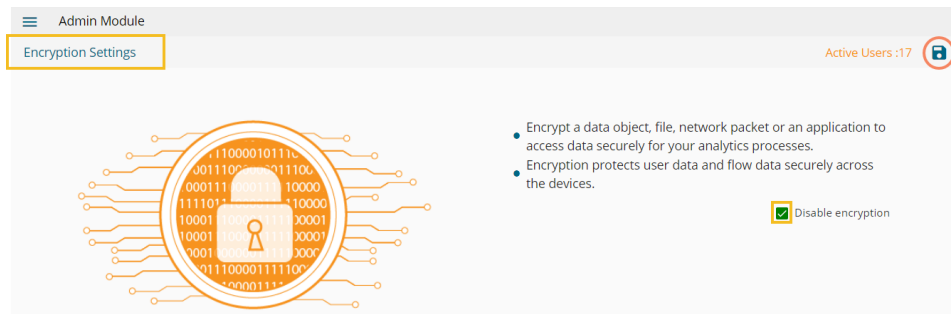 Admin Module
Encryption Settings
Active Users :17
Encrypt a data object, file, network packet or an application to
access data securely for your analytics processes.
Encryption protects user data and flow data securely across
the devices.
Disable encryption